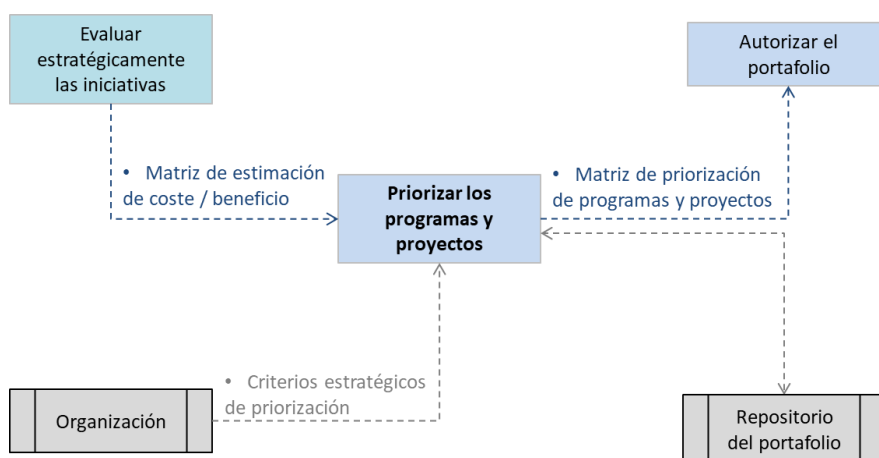 Evaluar
estratégicamente
las iniciativas
Autorizar el
portafolio
• Matriz de estimación
de coste / beneficio
Priorizar los
programas y
proyectos
• Matriz de priorización
de programas y proyectos
• Criterios estratégicos
de priorización
Organización
Repositorio
del portafolio